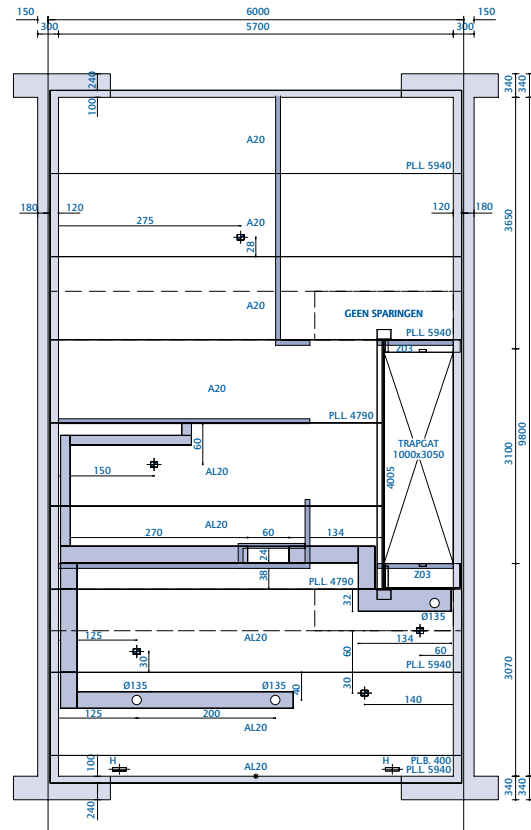 150 6000 150
300 5700 300
240
100
340 340
A20
PL.L. 5940
180 120 120 180
275
A20
28
3650
A20
GEEN SPARINGEN
PL.L. 5940
Z03
A20
PL.L. 4790
60
TRAPGAT
1000x3050
3100
9800
150
AL20
4005
AL20
270 60 134
24
38
Z03
PL.L. 4790
32
Ø135
125
AL20
134
60
60
30
PL.L. 5940
3070
Ø135 Ø135
40
30
140
125 200
AL20
100
H H
PL.B. 400
AL20
PL.L. 5940
240
340 340